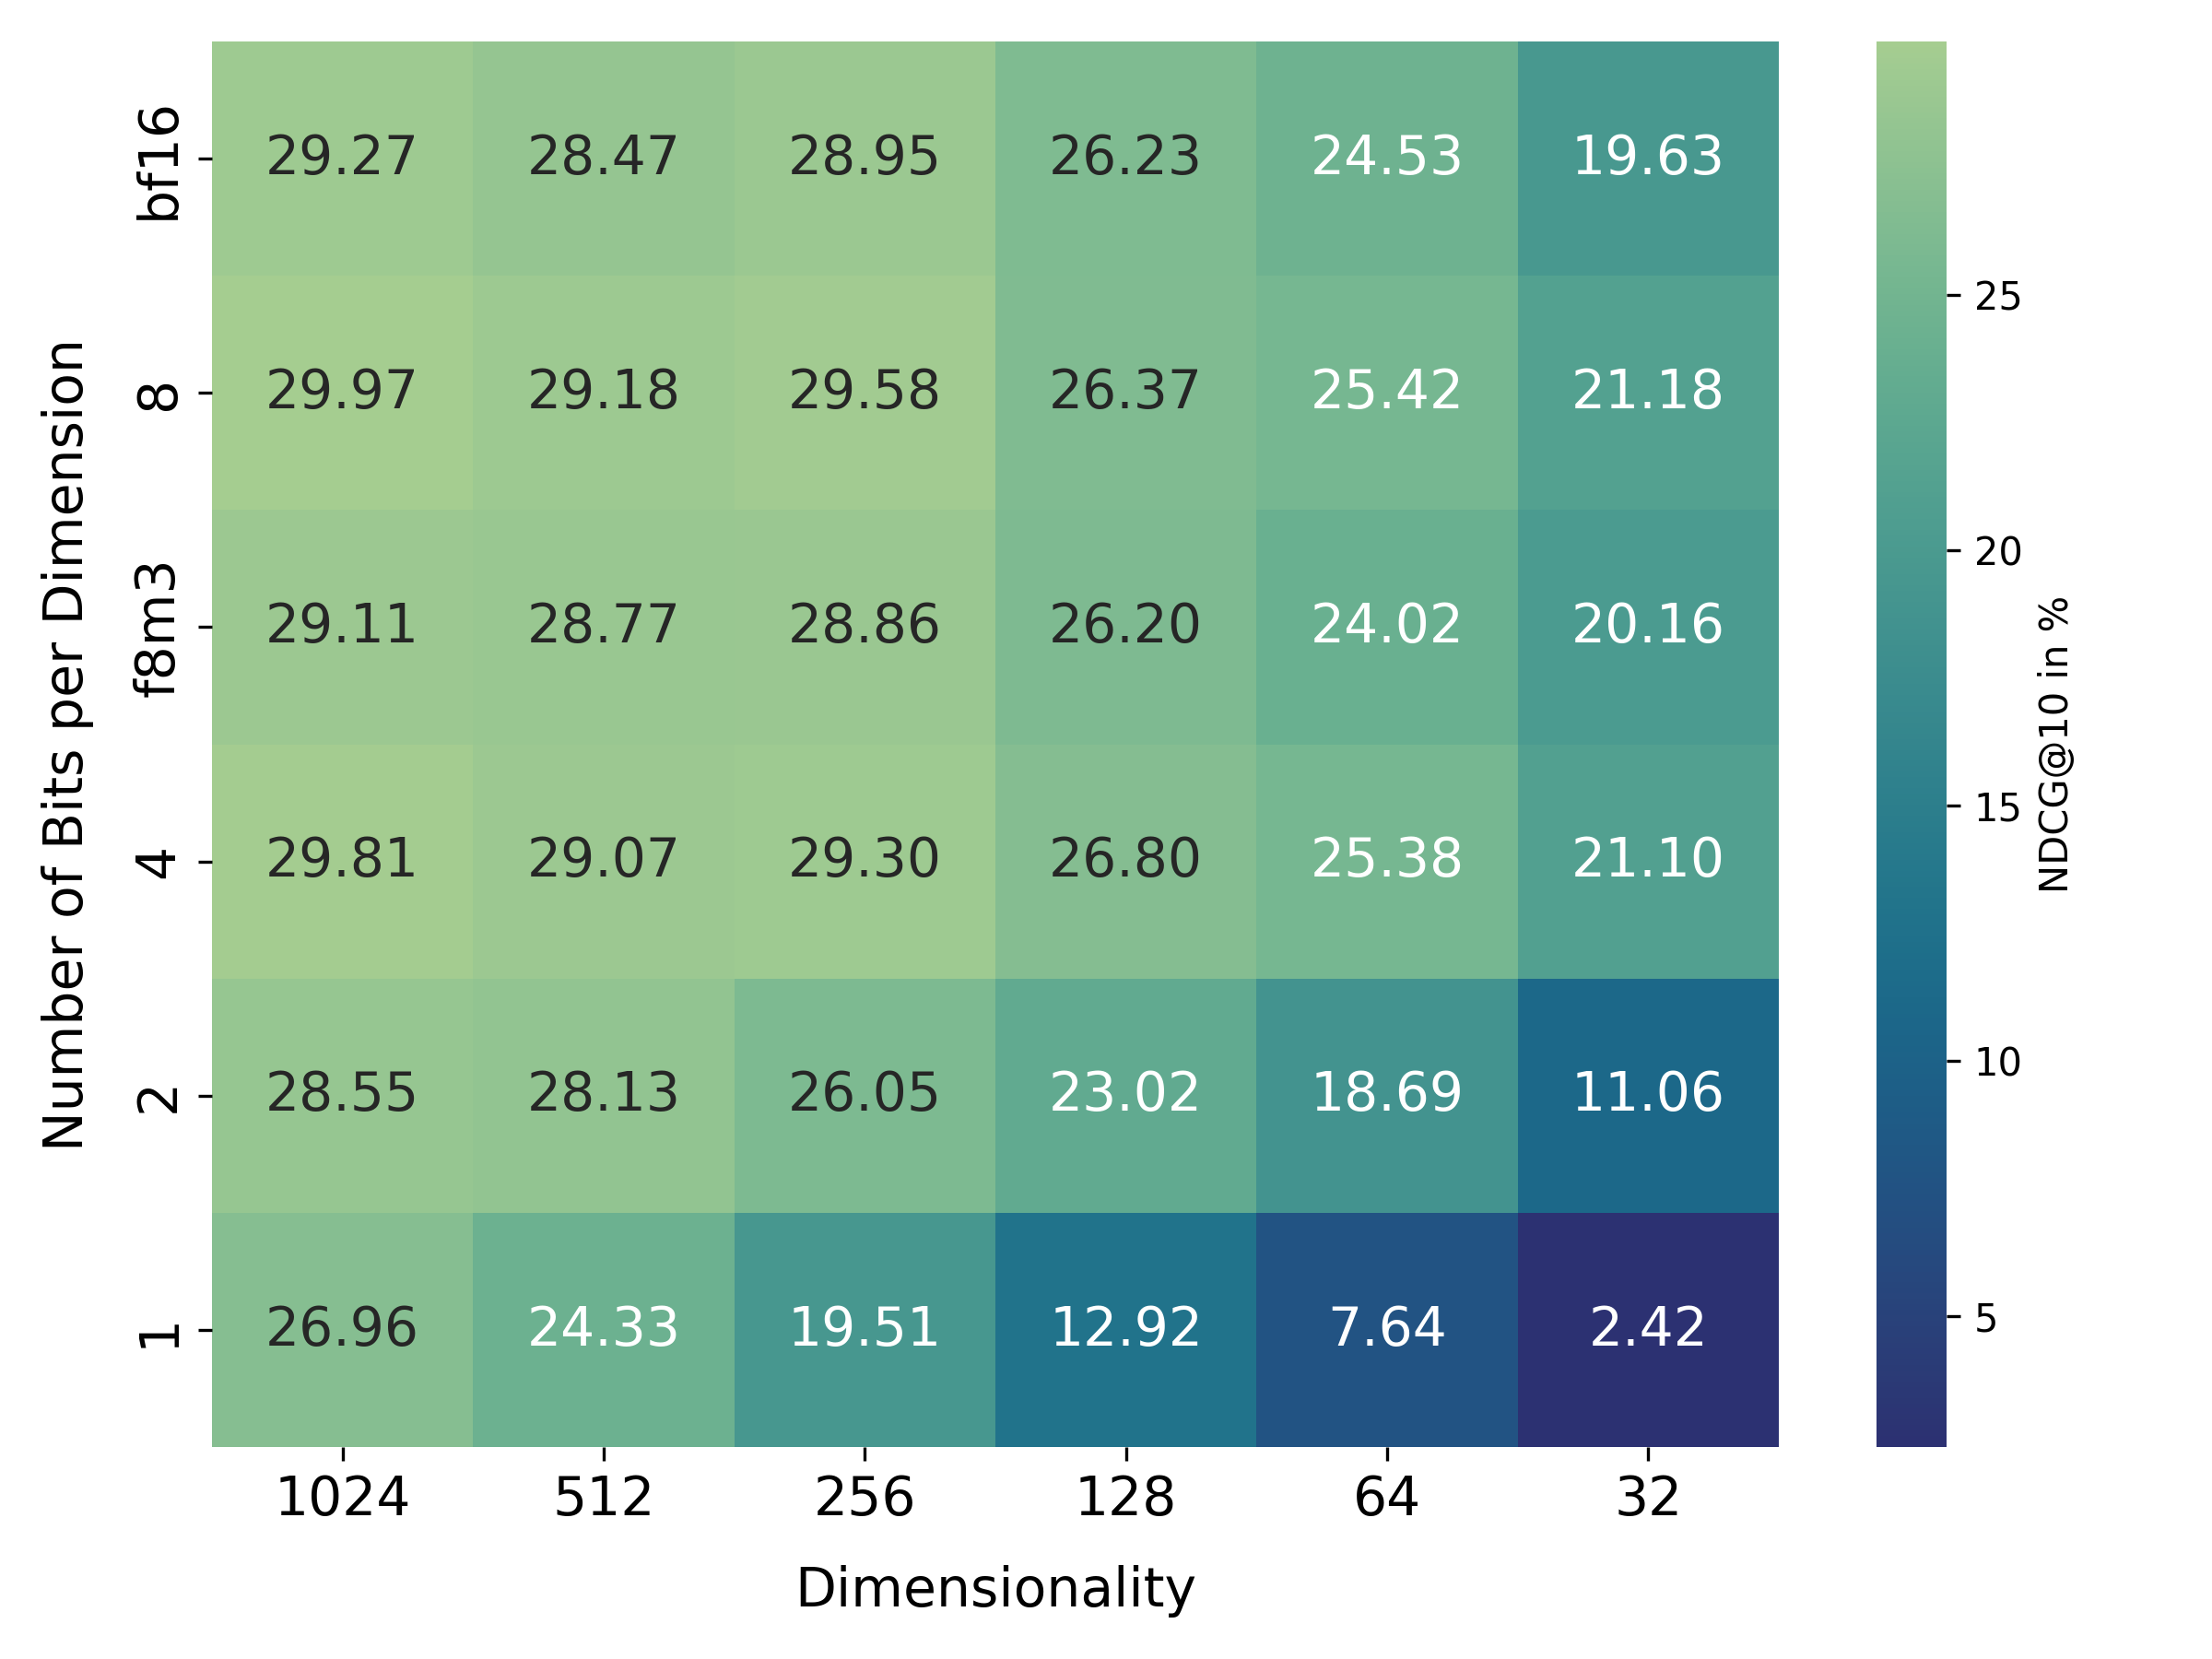 Number of Bits per Dimension
bf16
29.27 28.47 28.95 26.23 24.53 19.63
8
29.97 29.18 29.58 26.37 25.42 21.18
f8m3
29.11 28.77 28.86 26.20 24.02 20.16
4
29.81 29.07 29.30 26.80 25.38 21.10
2
28.55 28.13 26.05 23.02 18.69 11.06
1
26.96 24.33 19.51 12.92 7.64 2.42
1024 512 256 128 64 32
Dimensionality
25
20
15
10
5
NDCG@10 in %